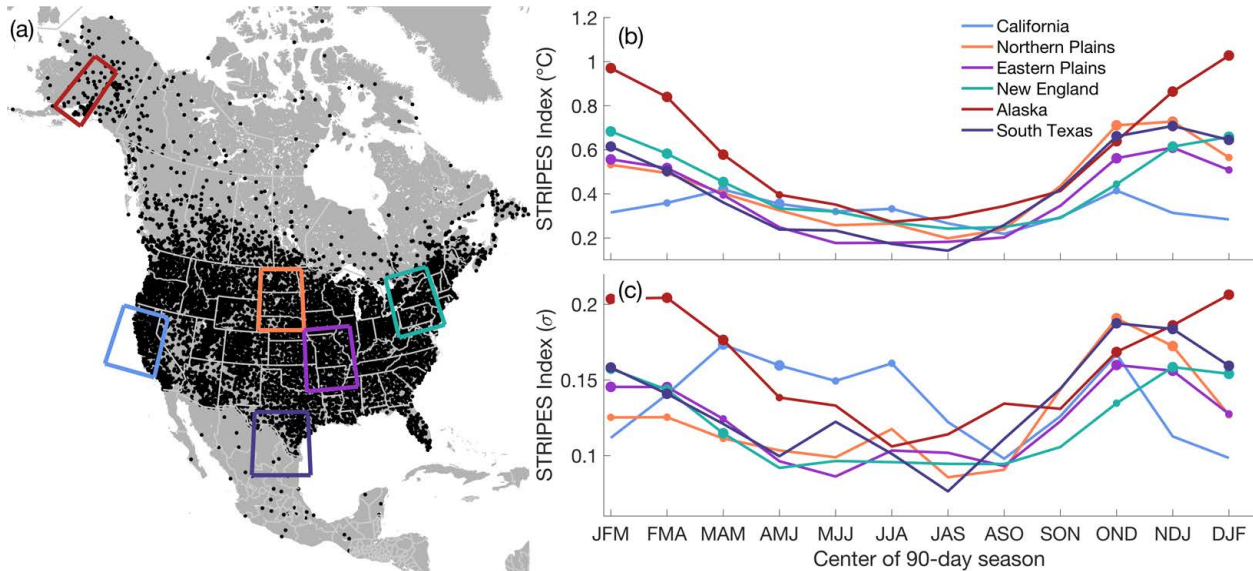 (a)
(b)
STRIPES Index (°C)
1.2
1
0.8
0.6
0.4
0.2
California
Northern Plains
Eastern Plains
New England
Alaska
South Texas
(c)
STRIPES Index (σ)
0.2
0.15
0.1
JFM FMA MAM AMJ MJJ JJA JAS ASO SON OND NDJ DJF
Center of 90-day season